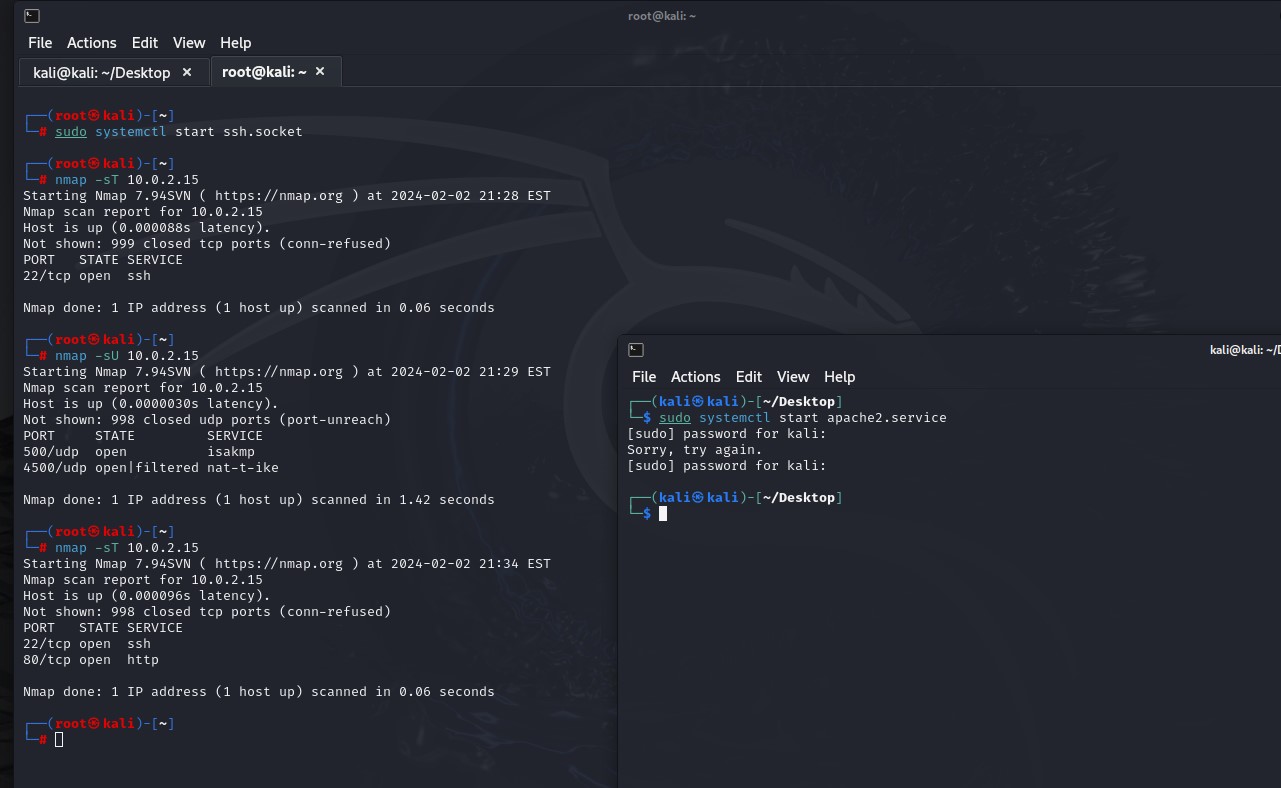 root@kali: ~
File Actions Edit View Help
kali@kali: ~/Desktop × root@kali: ~ ×
┌──(root㉿kali)-[~]
└─# sudo systemctl start ssh.socket
┌──(root㉿kali)-[~]
└─# nmap -sT 10.0.2.15
Starting Nmap 7.94SVN ( https://nmap.org ) at 2024-02-02 21:28 EST
Nmap scan report for 10.0.2.15
Host is up (0.000088s latency).
Not shown: 999 closed tcp ports (conn-refused)
PORT   STATE SERVICE
22/tcp open  ssh
Nmap done: 1 IP address (1 host up) scanned in 0.06 seconds
┌──(root㉿kali)-[~]
└─# nmap -sU 10.0.2.15
Starting Nmap 7.94SVN ( https://nmap.org ) at 2024-02-02 21:29 EST
Nmap scan report for 10.0.2.15
Host is up (0.0000030s latency).
Not shown: 998 closed udp ports (port-unreach)
PORT     STATE         SERVICE
500/udp  open          isakmp
4500/udp open|filtered nat-t-ike
Nmap done: 1 IP address (1 host up) scanned in 1.42 seconds
┌──(root㉿kali)-[~]
└─# nmap -sT 10.0.2.15
Starting Nmap 7.94SVN ( https://nmap.org ) at 2024-02-02 21:34 EST
Nmap scan report for 10.0.2.15
Host is up (0.000096s latency).
Not shown: 998 closed tcp ports (conn-refused)
PORT   STATE SERVICE
22/tcp open  ssh
80/tcp open  http
Nmap done: 1 IP address (1 host up) scanned in 0.06 seconds
┌──(root㉿kali)-[~]
└─#
kali@kali: ~/D
File Actions Edit View Help
┌──(kali㉿kali)-[~/Desktop]
└─$ sudo systemctl start apache2.service
[sudo] password for kali:
Sorry, try again.
[sudo] password for kali:
┌──(kali㉿kali)-[~/Desktop]
└─$